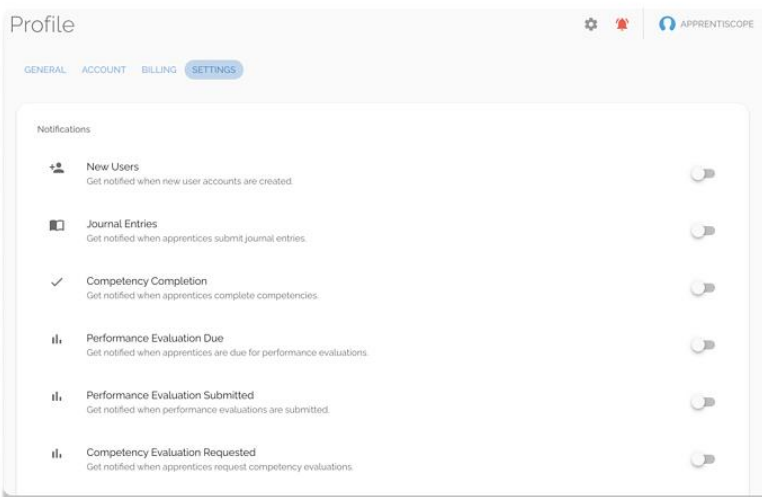 Profile
APPRENTISCOPE
GENERAL ACCOUNT BILLING SETTINGS
Notifications
New Users
Get notified when new user accounts are created.
Journal Entries
Get notified when apprentices submit journal entries.
Competency Completion
Get notified when apprentices complete competencies.
Performance Evaluation Due
Get notified when apprentices are due for performance evaluations.
Performance Evaluation Submitted
Get notified when performance evaluations are submitted.
Competency Evaluation Requested
Get notified when apprentices request competency evaluations.